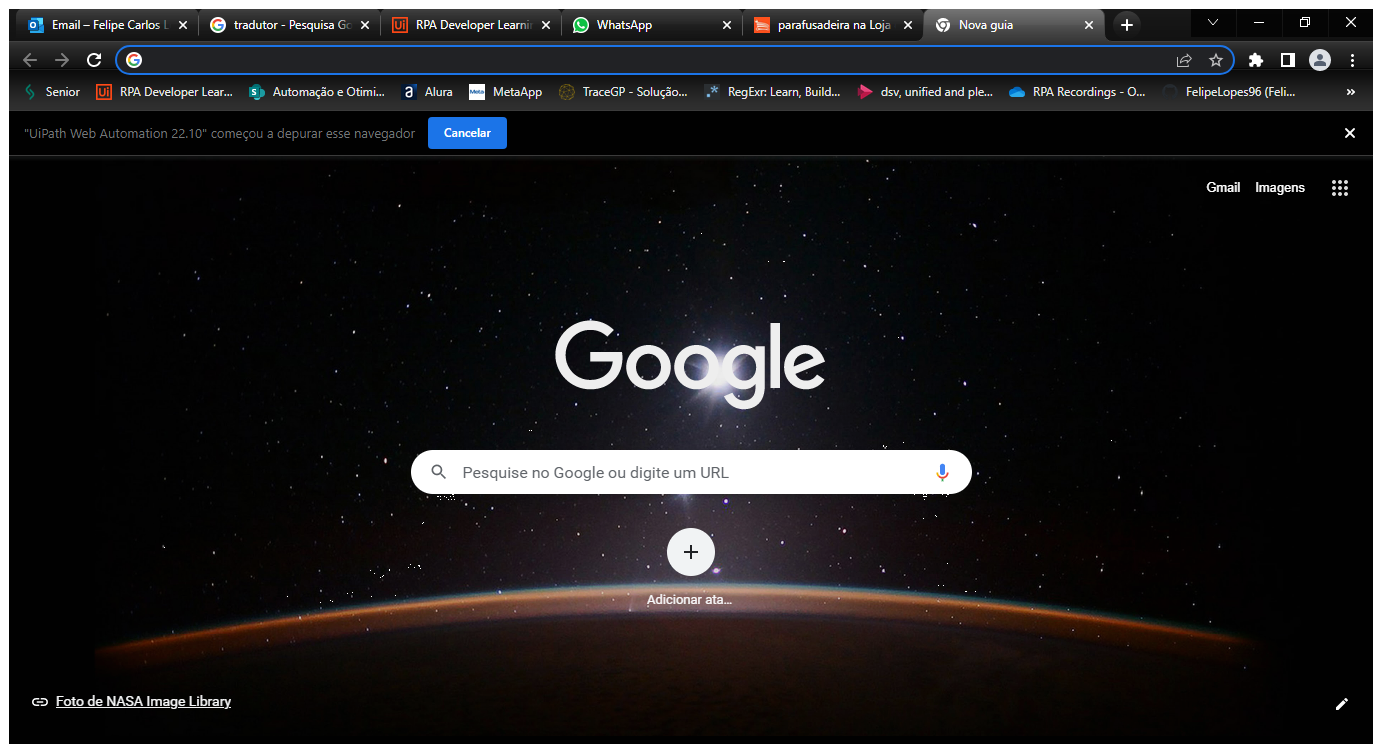 Email – Felipe Carlos L
tradutor - Pesquisa Go
RPA Developer Learnin
WhatsApp
parafusadeira na Loja
Nova guia
Senior
RPA Developer Lear...
Automação e Otimi...
Alura
MetaApp
TraceGP - Solução...
RegExr: Learn, Build...
dsv, unified and ple...
RPA Recordings - O...
FelipeLopes96 (Feli...
»
"UiPath Web Automation 22.10" começou a depurar esse navegador
Cancelar
Gmail
Imagens
Google
Pesquise no Google ou digite um URL
Adicionar ata...
Foto de NASA Image Library